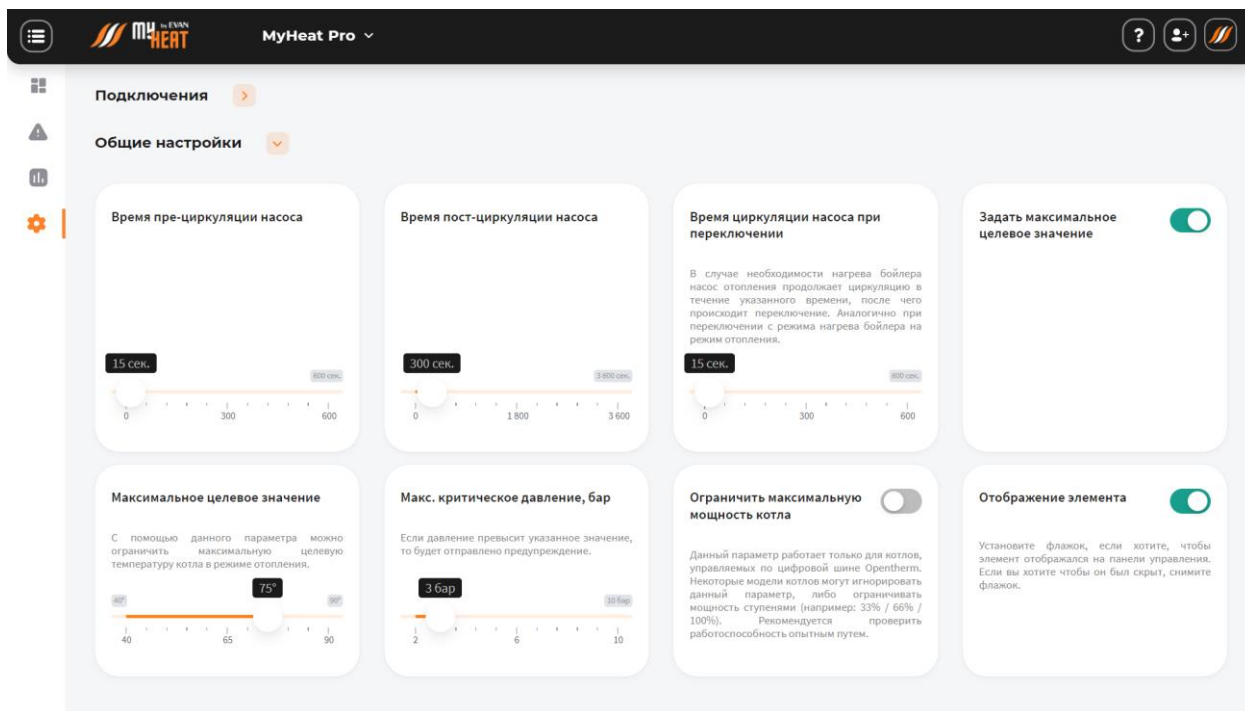 MYHEAT by EVAN
MyHeat Pro
?
Подключения
Общие настройки
Время пре-циркуляции насоса
15 сек.
600 сек.
0 300 600
Время пост-циркуляции насоса
300 сек.
3 600 сек.
0 1 800 3 600
Время циркуляции насоса при
переключении
В случае необходимости нагрева бойлера
насос отопления продолжает циркуляцию в
течение указанного времени, после чего
происходит переключение. Аналогично при
переключении с режима нагрева бойлера на
режим отопления.
15 сек.
600 сек.
0 300 600
Задать максимальное
целевое значение
Максимальное целевое значение
С помощью данного параметра можно
ограничить максимальную целевую
температуру котла в режиме отопления.
75°
40° 90°
40 65 90
Макс. критическое давление, бар
Если давление превысит указанное значение,
то будет отправлено предупреждение.
3 бар
10 бар
2 6 10
Ограничить максимальную
мощность котла
Данный параметр работает только для котлов,
управляемых по цифровой шине Opentherm.
Некоторые модели котлов могут игнорировать
данный параметр, либо ограничивать
мощность ступенями (например: 33% / 66% /
100%). Рекомендуется проверить
работоспособность опытным путем.
Отображение элемента
Установите флажок, если хотите, чтобы
элемент отображался на панели управления.
Если вы хотите чтобы он был скрыт, снимите
флажок.